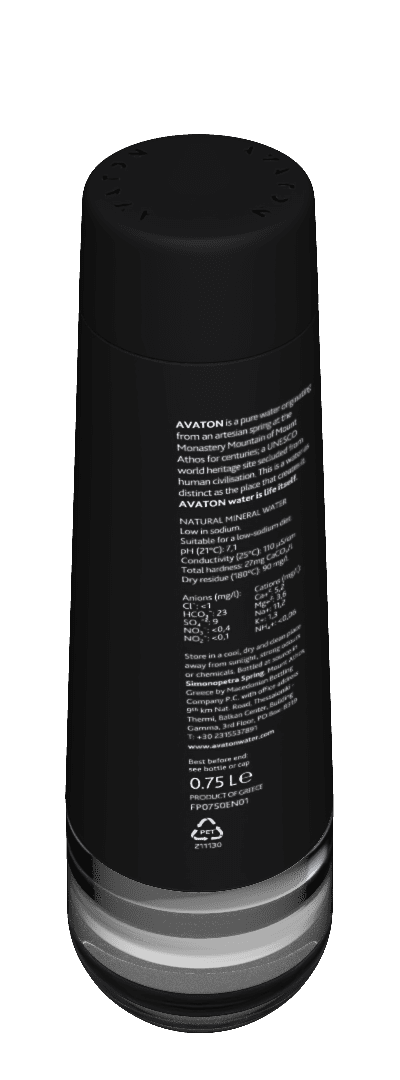 AVATON
AVATON
AVATON is a pure water originating
from an artesian spring at the
Monastery Mountain of Mount
Athos for centuries; a UNESCO
world heritage site secluded from
human civilisation. This is a water as
distinct as the place that creates it.
AVATON water is life itself.
NATURAL MINERAL WATER
Low in sodium.
Suitable for a low-sodium diet
pH (21°C): 7,1
Conductivity (25°C): 110 μS/cm
Total hardness: 27mg CaCO₃/l
Dry residue (180°C): 90 mg/l
Anions (mg/l): Cations (mg/l):
Cl⁻: <1 Ca²⁺: 5,2
HCO₃⁻: 23 Mg²⁺: 3,6
SO₄⁻²: 9 Na+: 11,2
NO₃⁻: <0,4 K+: 1,3
NO₂⁻: <0,1 NH₄+: <0,06
Store in a cool, dry and clean place
away from sunlight, strong odours
or chemicals. Bottled at source in
Simonopetra Spring, Mount Athos,
Greece by Macedonian Bottling
Company P.C. with office address
9ᵗʰ km Nat. Road, Thessaloniki
Thermi, Balkan Center, Building
Gamma, 3rd Floor, PO Box: 8319
T: +30 2315537891
www.avatonwater.com
Best before end:
see bottle or cap
0.75 L℮
PRODUCT OF GREECE
FP0750EN01
PET
211130